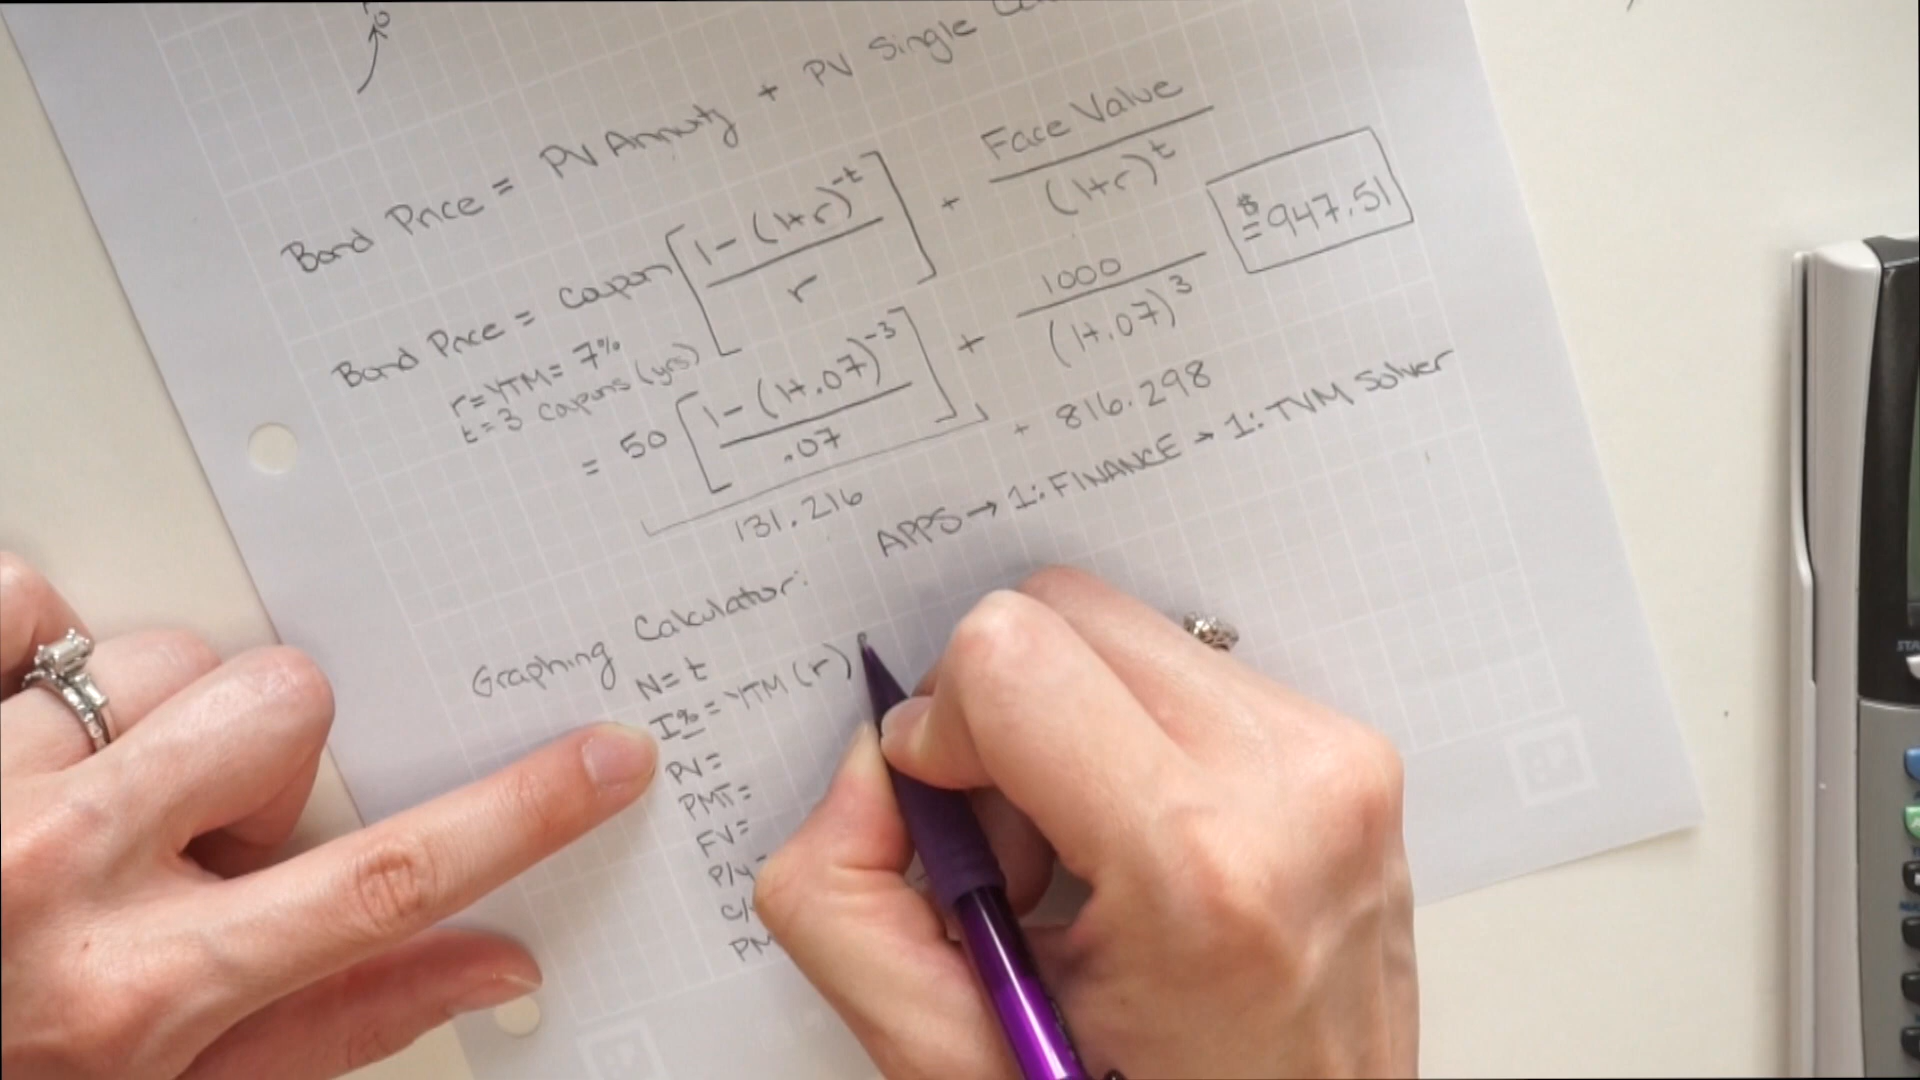 Bond Price = PV Annuity + PV Single
Bond Price = Coupon [ 1-(1+r)^-t / r ] + Face Value / (1+r)^t
r=YTM=7%
t=3 coupons (yrs)
= 50 [ 1-(1+.07)^-3 / .07 ] + 1000 / (1+.07)^3
$ = 947.51
131.216 + 816.298
Graphing Calculator: APPS → 1: FINANCE → 1: TVM Solver
N= t
I% = YTM (r)
PV=
PMT=
FV=
P/Y
C/
PM
STA